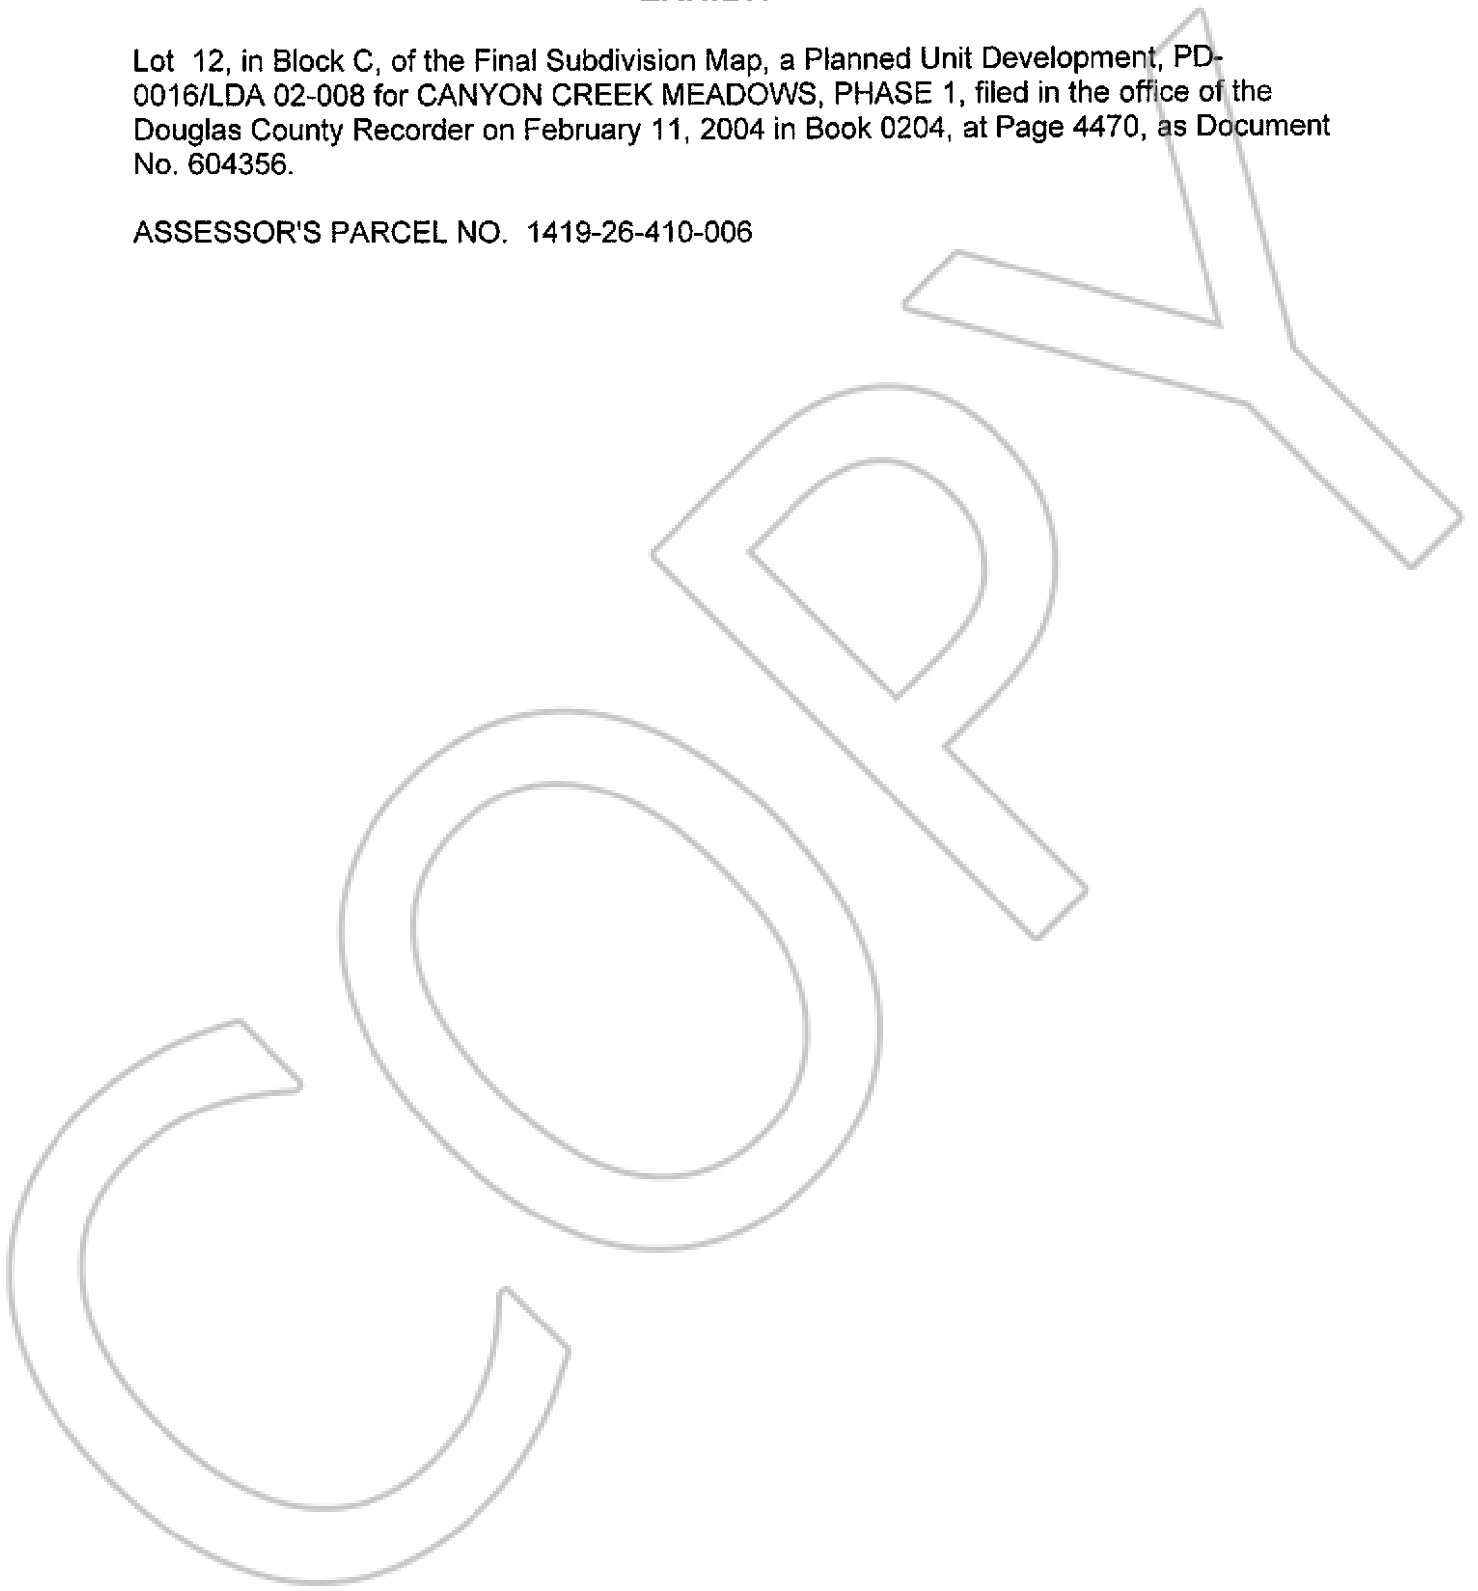 Lot 12, in Block C, of the Final Subdivision Map, a Planned Unit Development, PD-
0016/LDA 02-008 for CANYON CREEK MEADOWS, PHASE 1, filed in the office of the
Douglas County Recorder on February 11, 2004 in Book 0204, at Page 4470, as Document
No. 604356.
ASSESSOR'S PARCEL NO. 1419-26-410-006
COPY